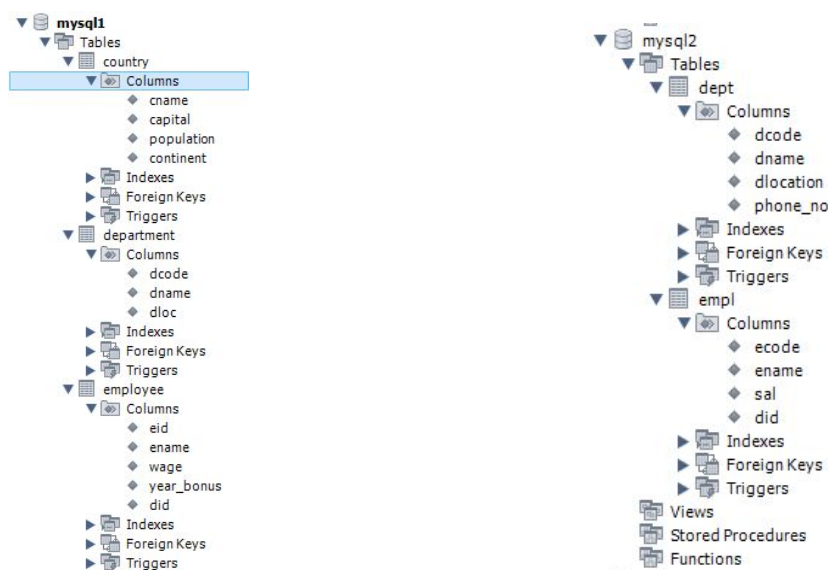 mysql1
Tables
country
Columns
cname
capital
population
continent
Indexes
Foreign Keys
Triggers
department
Columns
dcode
dname
dloc
Indexes
Foreign Keys
Triggers
employee
Columns
eid
ename
wage
year_bonus
did
Indexes
Foreign Keys
Triggers
mysql2
Tables
dept
Columns
dcode
dname
dlocation
phone_no
Indexes
Foreign Keys
Triggers
empl
Columns
ecode
ename
sal
did
Indexes
Foreign Keys
Triggers
Views
Stored Procedures
Functions